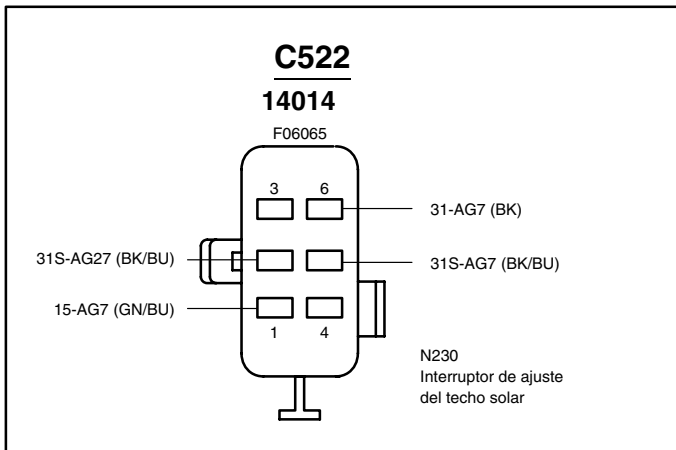 C522
14014
F06065
3 6
31-AG7 (BK)
31S-AG27 (BK/BU)
31S-AG7 (BK/BU)
15-AG7 (GN/BU)
1 4
N230
Interruptor de ajuste
del techo solar